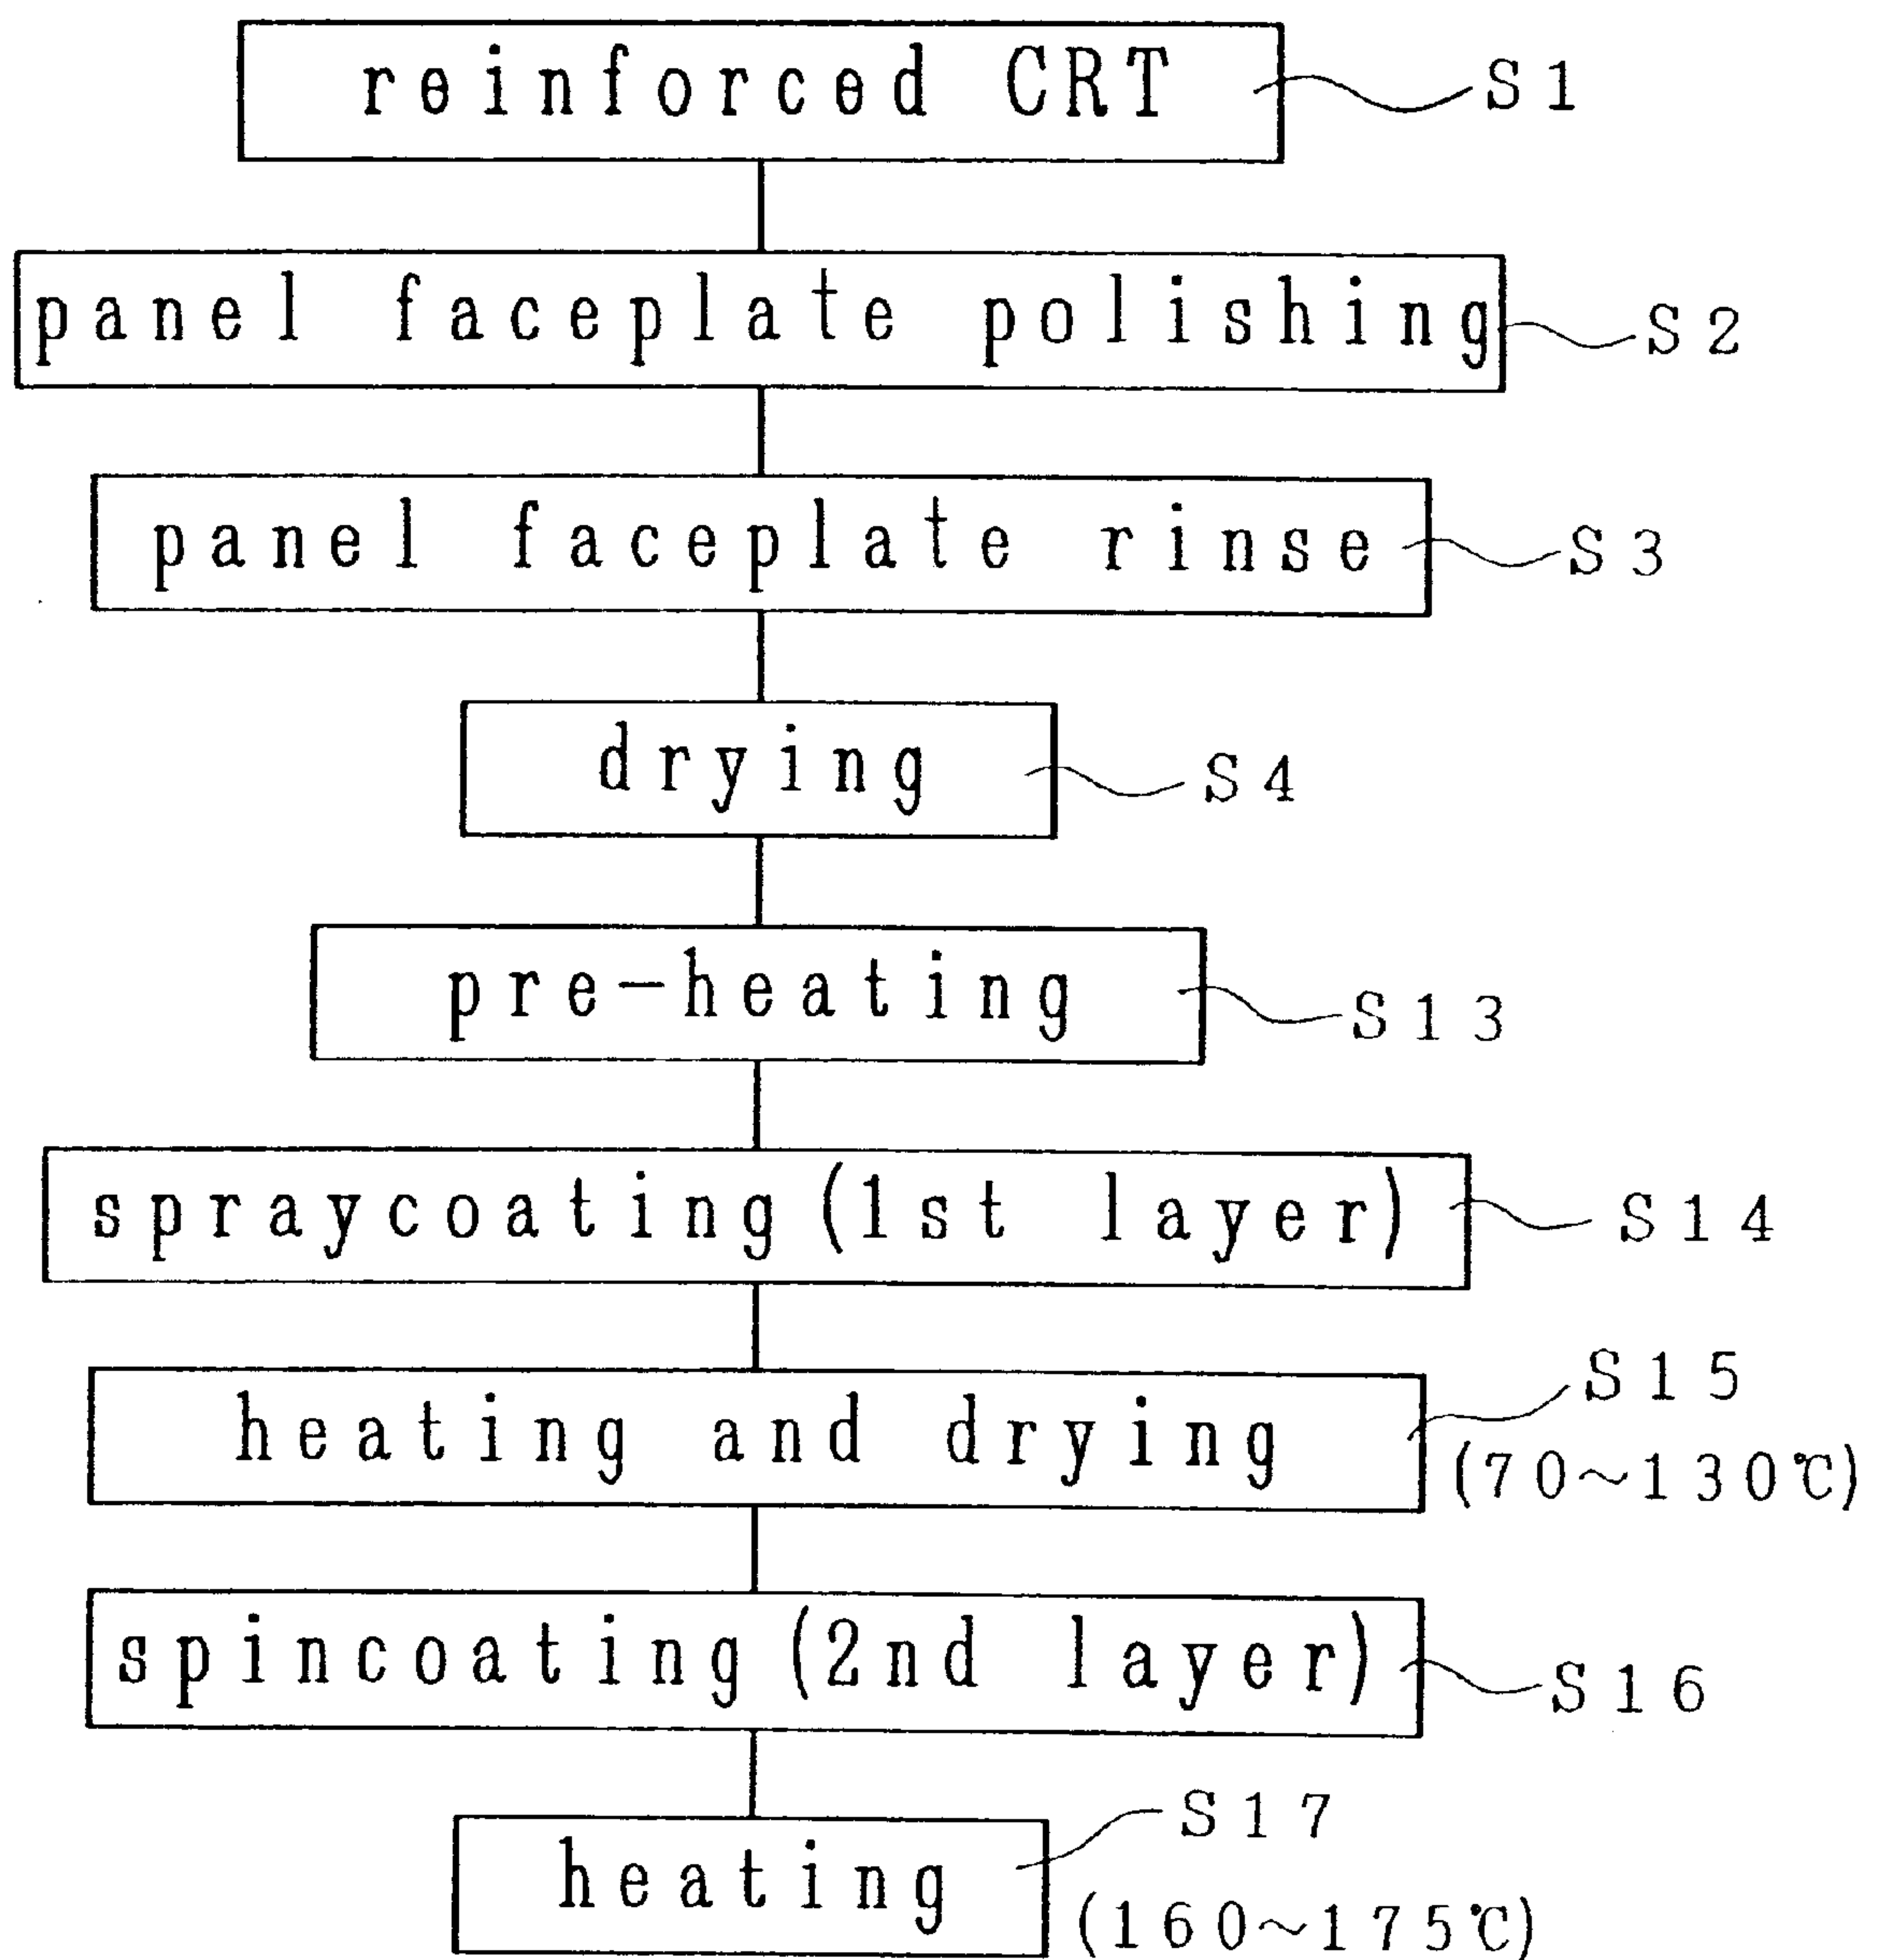 reinforced CRT S1
panel faceplate polishing S2
panel faceplate rinse S3
drying S4
pre-heating S13
spraycoating (1st layer) S14
heating and drying S15
(70~130℃)
spincoating (2nd layer) S16
heating S17
(160~175℃)